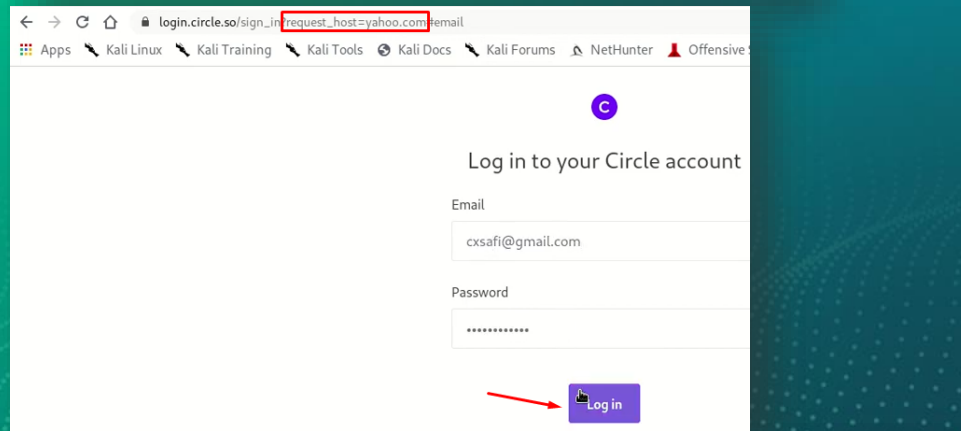 login.circle.so/sign_in?request_host=yahoo.com#email
Apps Kali Linux Kali Training Kali Tools Kali Docs Kali Forums NetHunter Offensive
C
Log in to your Circle account
Email
cxsafi@gmail.com
Password
Log in